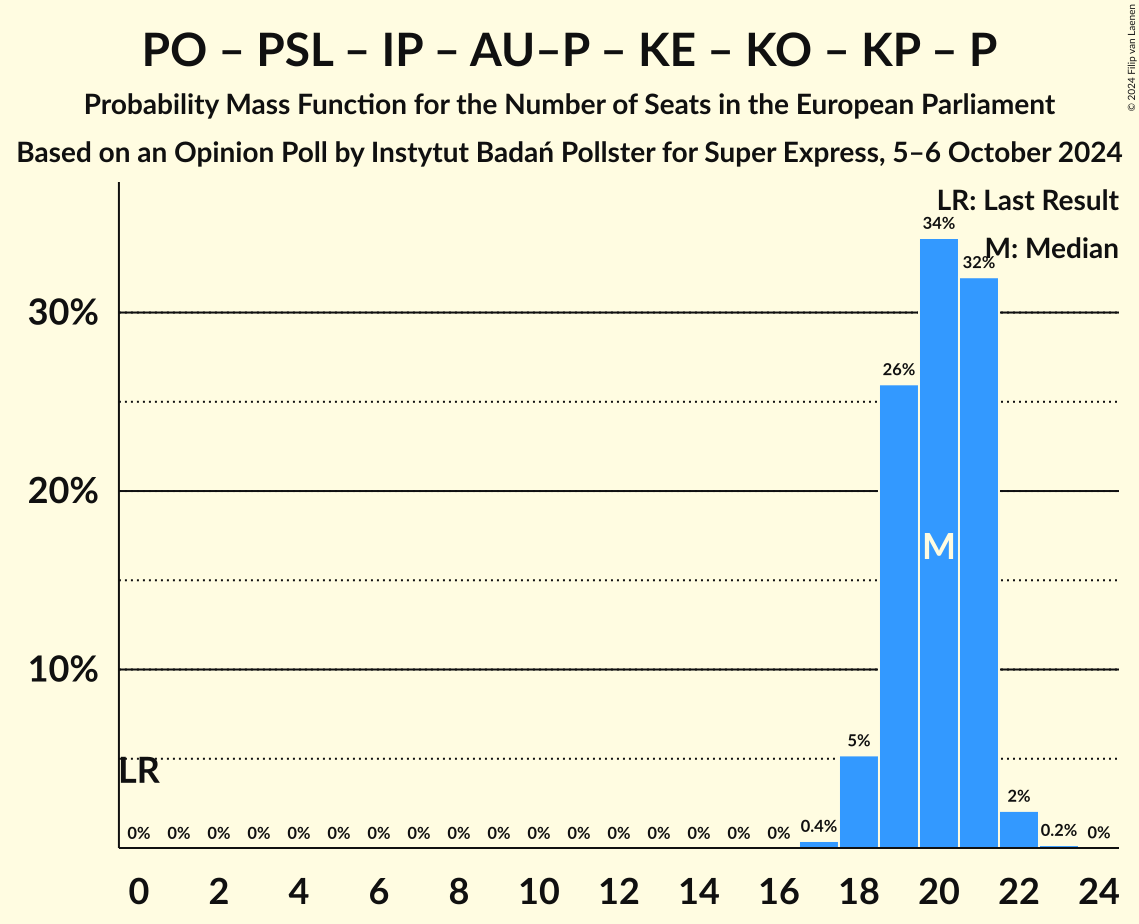 PO – PSL – IP – AU–P – KE – KO – KP – P
Probability Mass Function for the Number of Seats in the European Parliament
Based on an Opinion Poll by Instytut Badań Pollster for Super Express, 5–6 October 2024
© 2024 Filip van Laenen
LR: Last Result
M: Median
34%
32%
30%
26%
20%
M
10%
5%
LR
2%
0% 0% 0% 0% 0% 0% 0% 0% 0% 0% 0% 0% 0% 0% 0% 0% 0% 0.4% 0.2% 0%
0 2 4 6 8 10 12 14 16 18 20 22 24